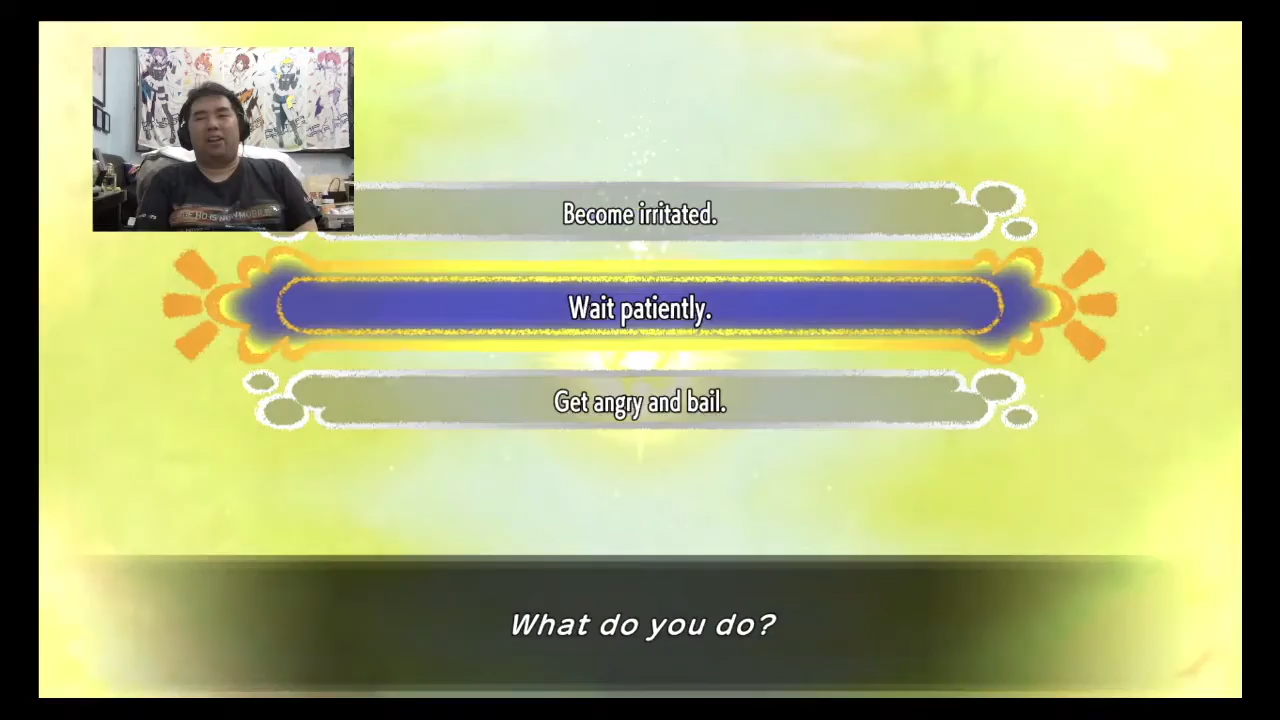 Become irritated.
Wait patiently.
Get angry and bail.
What do you do?